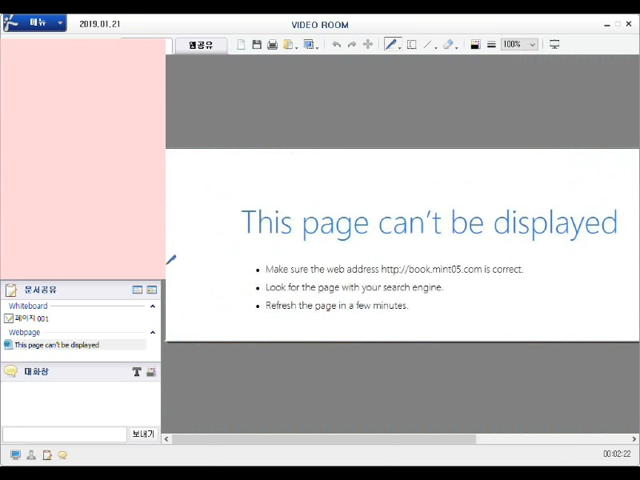 메뉴
2019.01.21
VIDEO ROOM
웹공유
100%
This page can't be displayed
Make sure the web address http://book.mint05.com is correct.
Look for the page with your search engine.
Refresh the page in a few minutes.
문서공유
Whiteboard
페이지 001
Webpage
This page can't be displayed
대화창
T
보내기
00:02:22